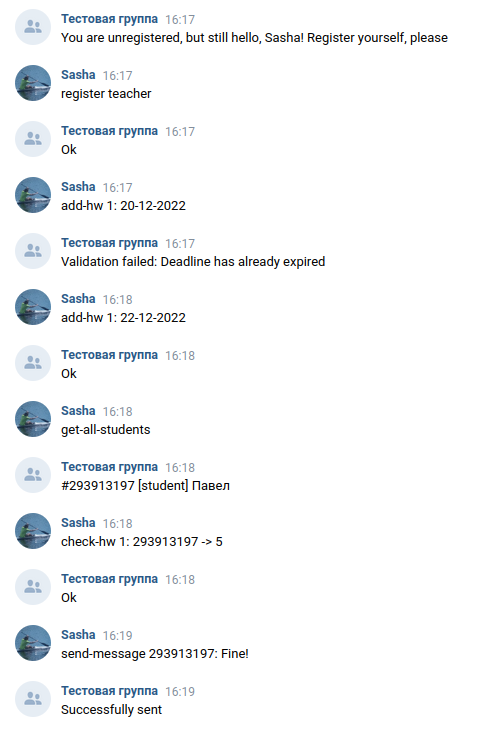 Тестовая группа 16:17
You are unregistered, but still hello, Sasha! Register yourself, please
Sasha 16:17
register teacher
Тестовая группа 16:17
Ok
Sasha 16:17
add-hw 1: 20-12-2022
Тестовая группа 16:17
Validation failed: Deadline has already expired
Sasha 16:18
add-hw 1: 22-12-2022
Тестовая группа 16:18
Ok
Sasha 16:18
get-all-students
Тестовая группа 16:18
#293913197 [student] Павел
Sasha 16:18
check-hw 1: 293913197 -> 5
Тестовая группа 16:18
Ok
Sasha 16:19
send-message 293913197: Fine!
Тестовая группа 16:19
Successfully sent